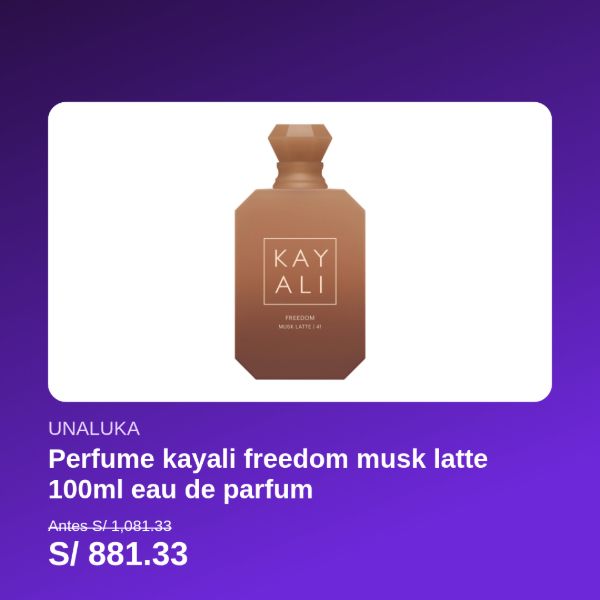 KAY
ALI
FREEDOM
MUSK LATTE | 41
UNALUKA
Perfume kayali freedom musk latte
100ml eau de parfum
Antes S/ 1,081.33
S/ 881.33